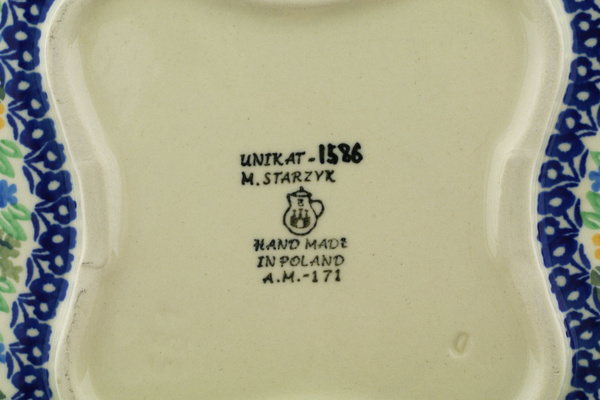 UNIKAT-1586
M. STARZYK
HAND MADE
IN POLAND
A.M.-171